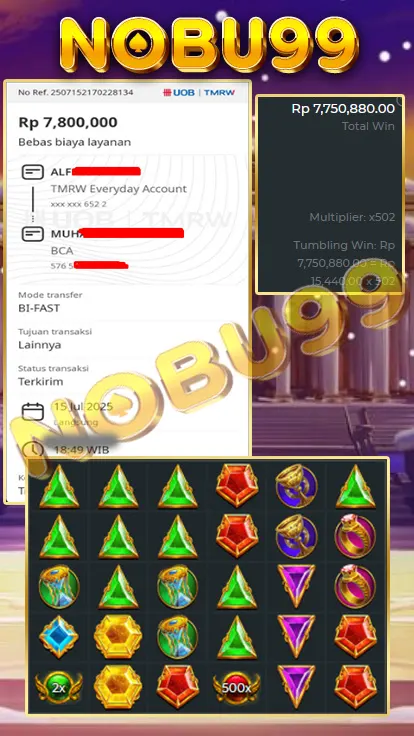 NOBU99
No Ref. 2507152170228134
UOB | TMRW
Rp 7,800,000
Bebas biaya layanan
ALF
TMRW Everyday Account
xxx xxx 652 2
MUH
BCA
576 5
Mode transfer
BI-FAST
Tujuan transaksi
Lainnya
Status transaksi
Terkirim
15 Jul 2025
Langsung
18:49 WIB
Rp 7,750,880.00
Total Win
Multiplier: x502
Tumbling Win: Rp
7,750,880.00 = Rp
15,440.00 x 502
UOB | TMRW
NOBU99
2x
500x